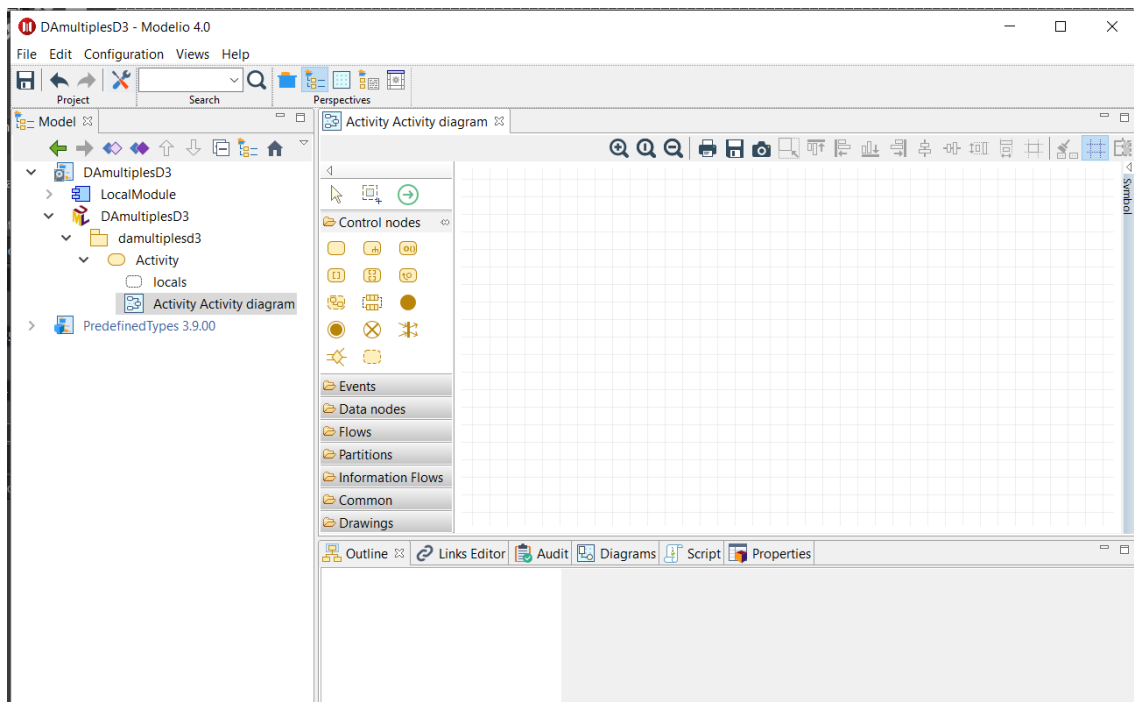 DAmultiplesD3 - Modelio 4.0
File Edit Configuration Views Help
Project Search Perspectives
Model
Activity Activity diagram
DAmultiplesD3
LocalModule
DAmultiplesD3
damultiplesd3
Activity
locals
Activity Activity diagram
PredefinedTypes 3.9.00
Control nodes
Events
Data nodes
Flows
Partitions
Information Flows
Common
Drawings
Symbol
Outline Links Editor Audit Diagrams Script Properties